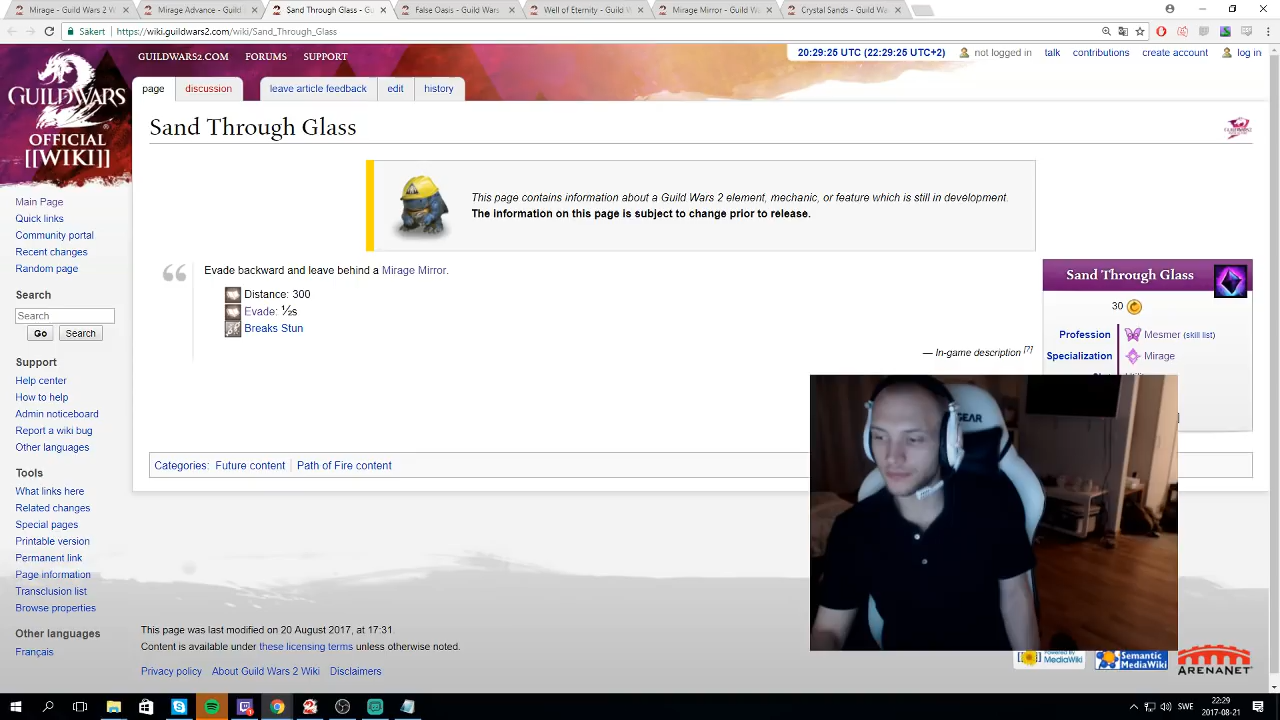 Mirage - Guild Wars 2 W
Mirage Advance - Guild
Sand Through Glass - Gu
False Oasis - Guild Wars
Well of Eternity - Guild W
Mirage Mirror - Guild W
Crystal Sands - Guild Wa
Säkert
https://wiki.guildwars2.com/wiki/Sand_Through_Glass
GUILDWARS2.COM FORUMS SUPPORT
20:29:25 UTC (22:29:25 UTC+2) not logged in talk contributions create account log in
GUILD WARS
OFFICIAL
[[WIKI]]
page discussion leave article feedback edit history
Sand Through Glass
This page contains information about a Guild Wars 2 element, mechanic, or feature which is still in development.
The information on this page is subject to change prior to release.
Evade backward and leave behind a Mirage Mirror.
Distance: 300
Evade: ½s
Breaks Stun
— In-game description [?]
Sand Through Glass
30
Profession Mesmer (skill list)
Specialization Mirage
Categories: Future content | Path of Fire content
Main Page
Quick links
Community portal
Recent changes
Random page
Search
Search
Go Search
Support
Help center
How to help
Admin noticeboard
Report a wiki bug
Other languages
Tools
What links here
Related changes
Special pages
Printable version
Permanent link
Page information
Transclusion list
Browse properties
Other languages
Français
GEAR
This page was last modified on 20 August 2017, at 17:31.
Content is available under these licensing terms unless otherwise noted.
Privacy policy About Guild Wars 2 Wiki Disclaimers
Powered By
MediaWiki
Semantic
MediaWiki
ARENANET
SWE
22:29
2017-08-21